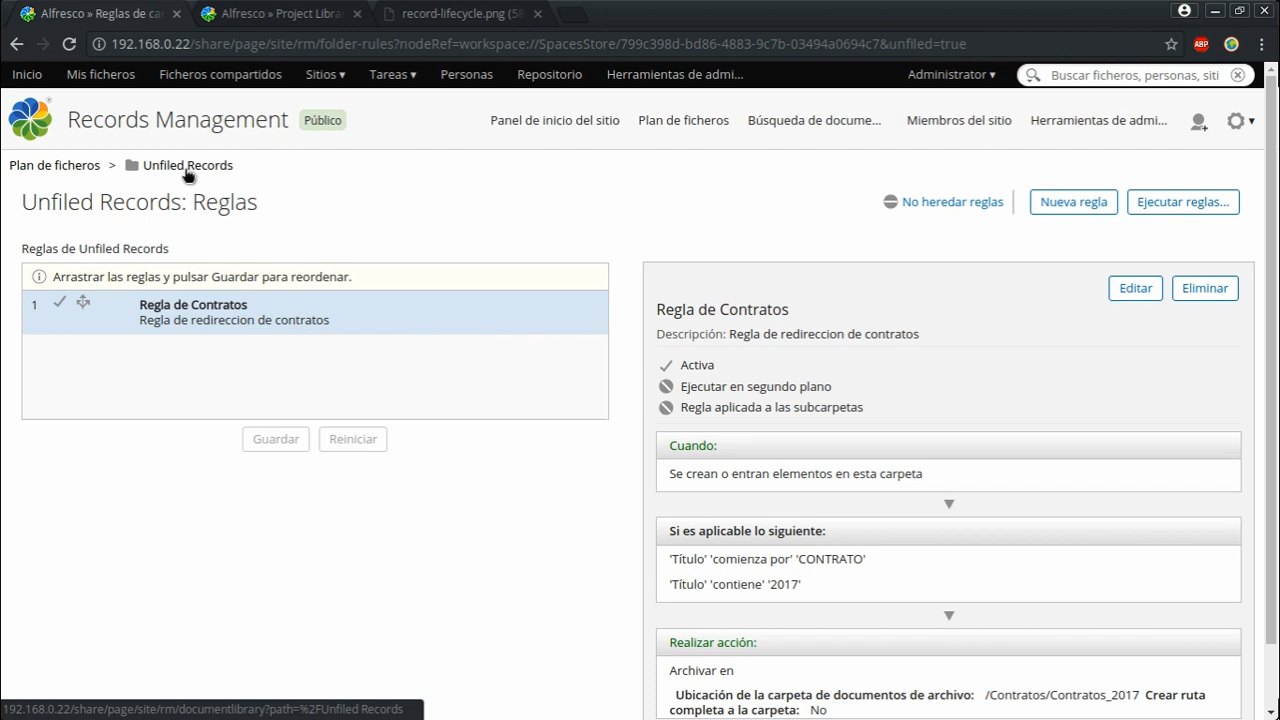 Alfresco » Reglas de ca
Alfresco » Project Libra
record-lifecycle.png (58
192.168.0.22/share/page/site/rm/folder-rules?nodeRef=workspace://SpacesStore/799c398d-bd86-4883-9c7b-03494a0694c7&unfiled=true
ABP
Inicio Mis ficheros Ficheros compartidos Sitios▾ Tareas▾ Personas Repositorio Herramientas de admi... Administrator▾ Buscar ficheros, personas, siti
Records Management Público Panel de inicio del sitio Plan de ficheros Búsqueda de docume... Miembros del sitio Herramientas de admi...
Plan de ficheros > Unfiled Records
Unfiled Records: Reglas
No heredar reglas Nueva regla Ejecutar reglas...
Reglas de Unfiled Records
Arrastrar las reglas y pulsar Guardar para reordenar.
1 Regla de Contratos
Regla de redireccion de contratos
Guardar Reiniciar
Editar Eliminar
Regla de Contratos
Descripción: Regla de redireccion de contratos
Activa
Ejecutar en segundo plano
Regla aplicada a las subcarpetas
Cuando:
Se crean o entran elementos en esta carpeta
Si es aplicable lo siguiente:
'Título' 'comienza por' 'CONTRATO'
'Título' 'contiene' '2017'
Realizar acción:
Archivar en
Ubicación de la carpeta de documentos de archivo: /Contratos/Contratos_2017 Crear ruta
completa a la carpeta: No
192.168.0.22/share/page/site/rm/documentlibrary?path=%2FUnfiled Records